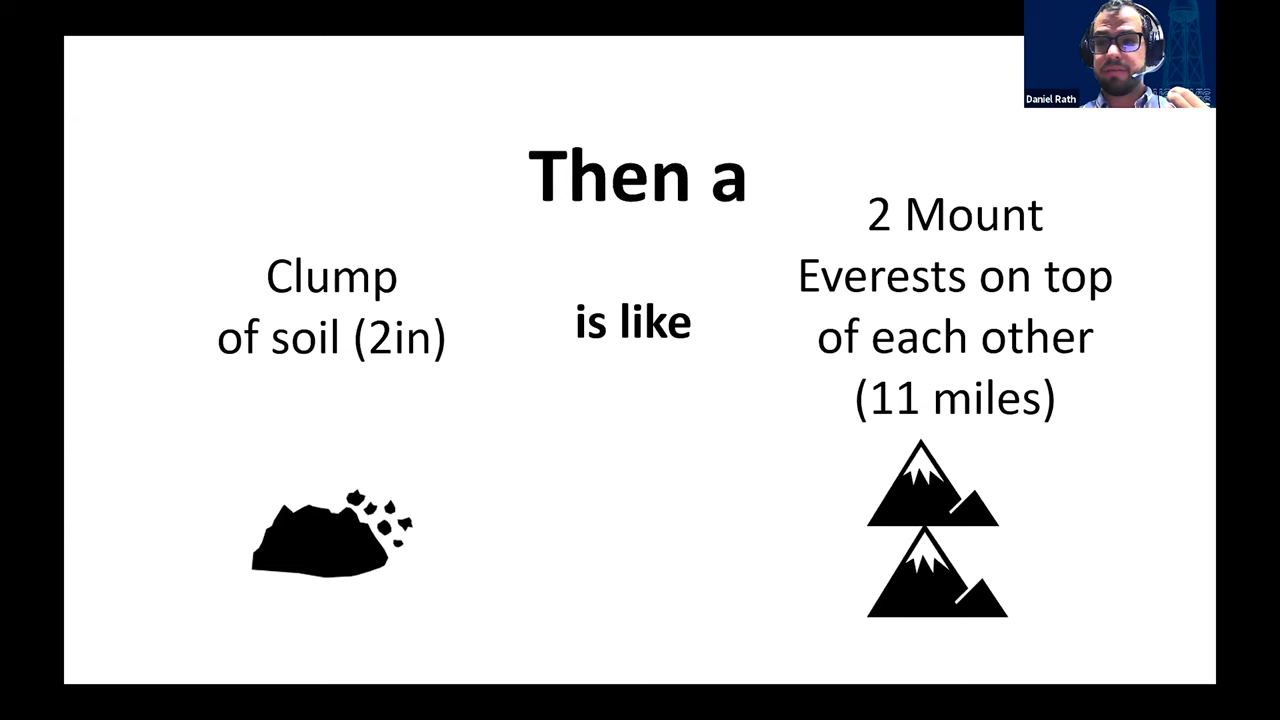 Daniel Rath
Then a
Clump
of soil (2in)
is like
2 Mount
Everests on top
of each other
(11 miles)